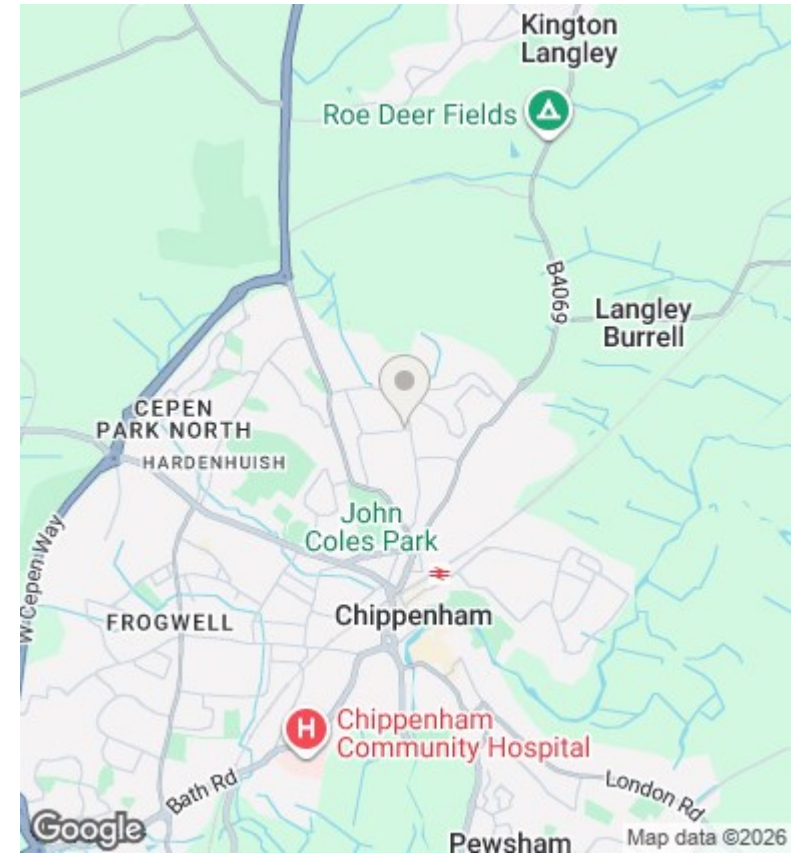 Kington
Langley
Roe Deer Fields
B4069
Langley
Burrell
CEPEN
PARK NORTH
HARDENHUISH
John
Coles Park
W Cepen Way
Chippenham
FROGWELL
H
Chippenham
Community Hospital
Bath Rd
London Rd
Google
Pewsham
Map data ©2026